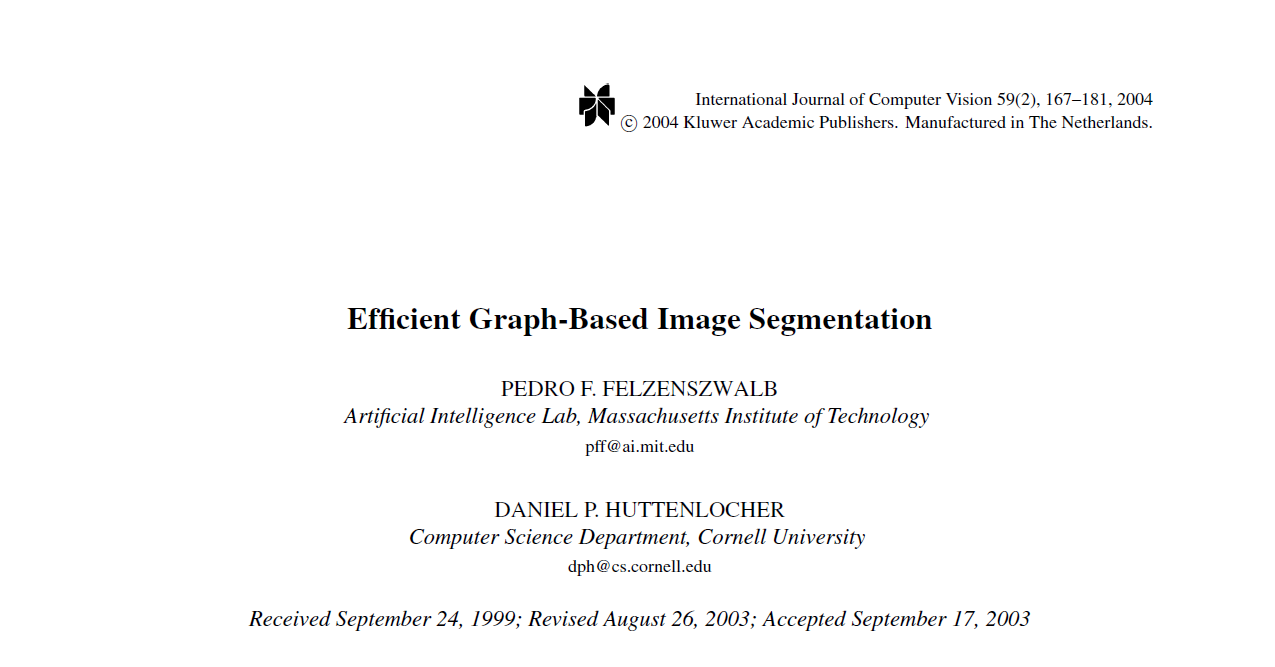 International Journal of Computer Vision 59(2), 167–181, 2004
© 2004 Kluwer Academic Publishers. Manufactured in The Netherlands.
Efficient Graph-Based Image Segmentation
PEDRO F. FELZENSZWALB
Artificial Intelligence Lab, Massachusetts Institute of Technology
pff@ai.mit.edu
DANIEL P. HUTTENLOCHER
Computer Science Department, Cornell University
dph@cs.cornell.edu
Received September 24, 1999; Revised August 26, 2003; Accepted September 17, 2003